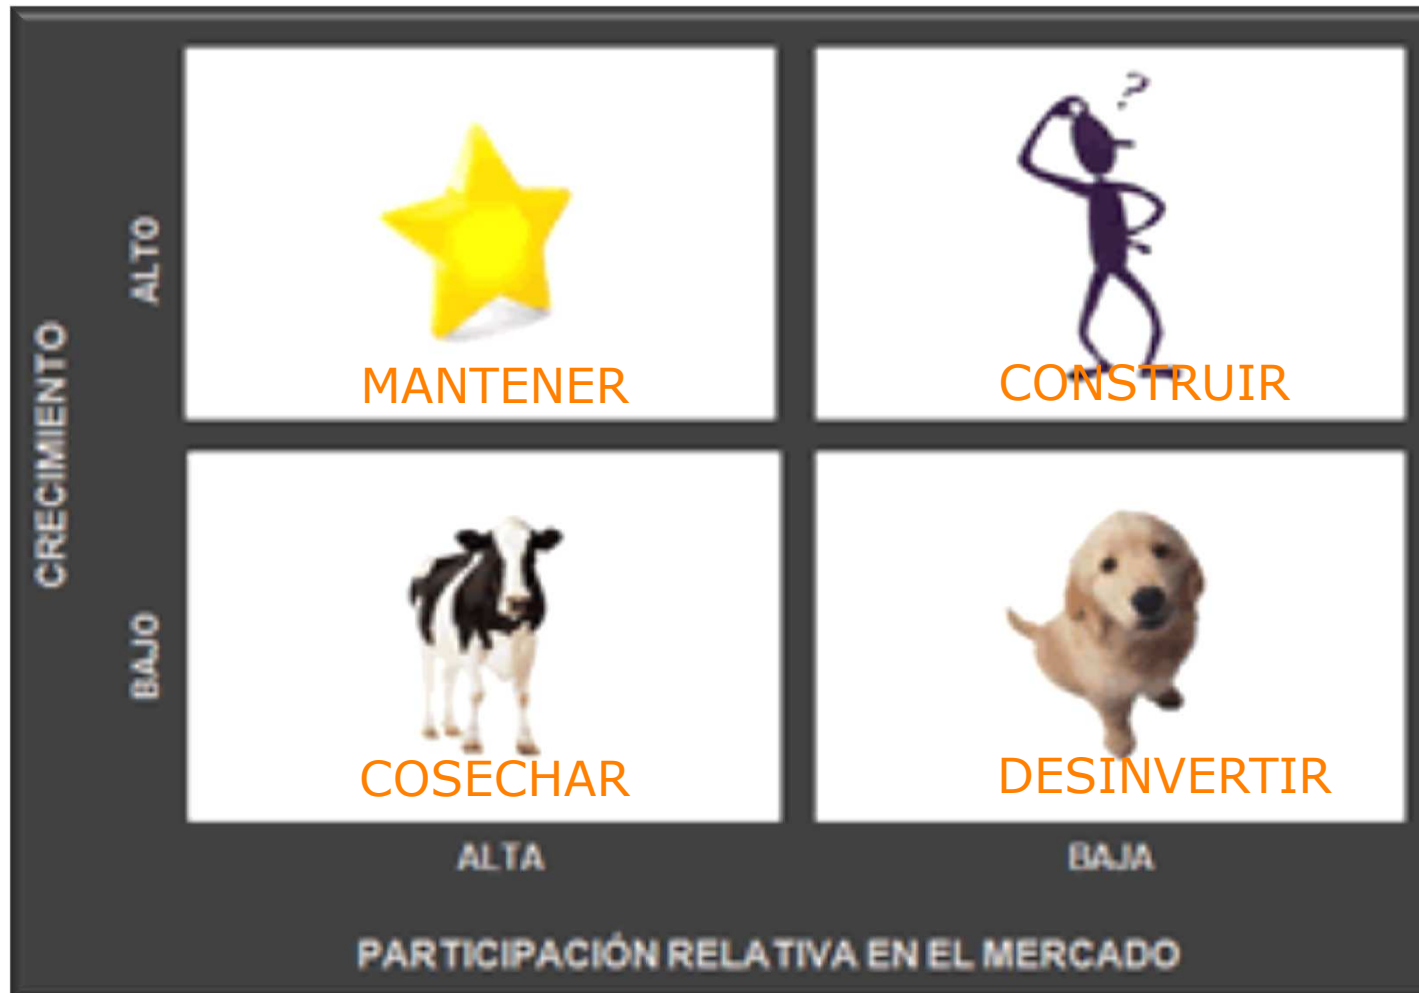 ?
MANTENER
CONSTRUIR
ALTO
CRECIMIENTO
BAJO
COSECHAR
DESINVERTIR
ALTA
BAJA
PARTICIPACIÓN RELATIVA EN EL MERCADO